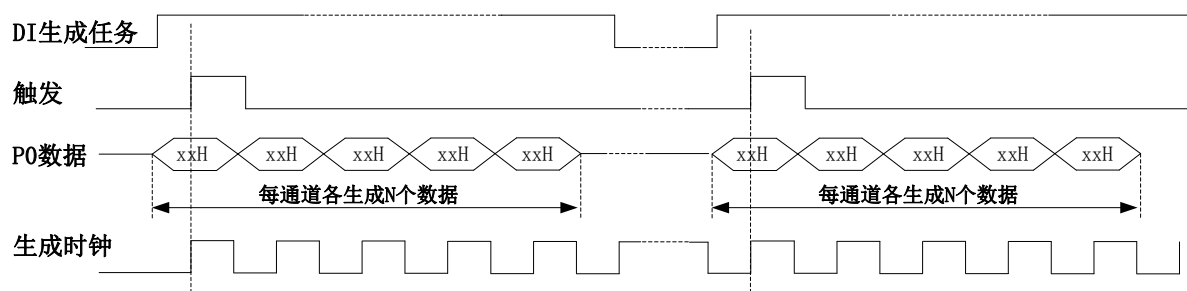 DI生成任务
触发
PO数据
xxH xxH xxH xxH xxH xxH xxH xxH xxH xxH
每通道各生成N个数据 每通道各生成N个数据
生成时钟